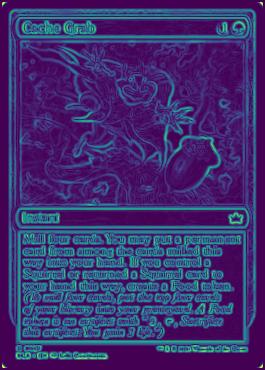 Cache Grab 1
Instant
Mill four cards. You may put a permanent
card from among the cards milled this
way into your hand. If you control a
Squirrel or returned a Squirrel card to
your hand this way, create a Food token.
(To mill four cards, put the top four cards
of your library into your graveyard. A Food
token is an artifact with "2, , Sacrifice
this artifact: You gain 3 life.")